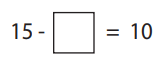 15 - □ = 10